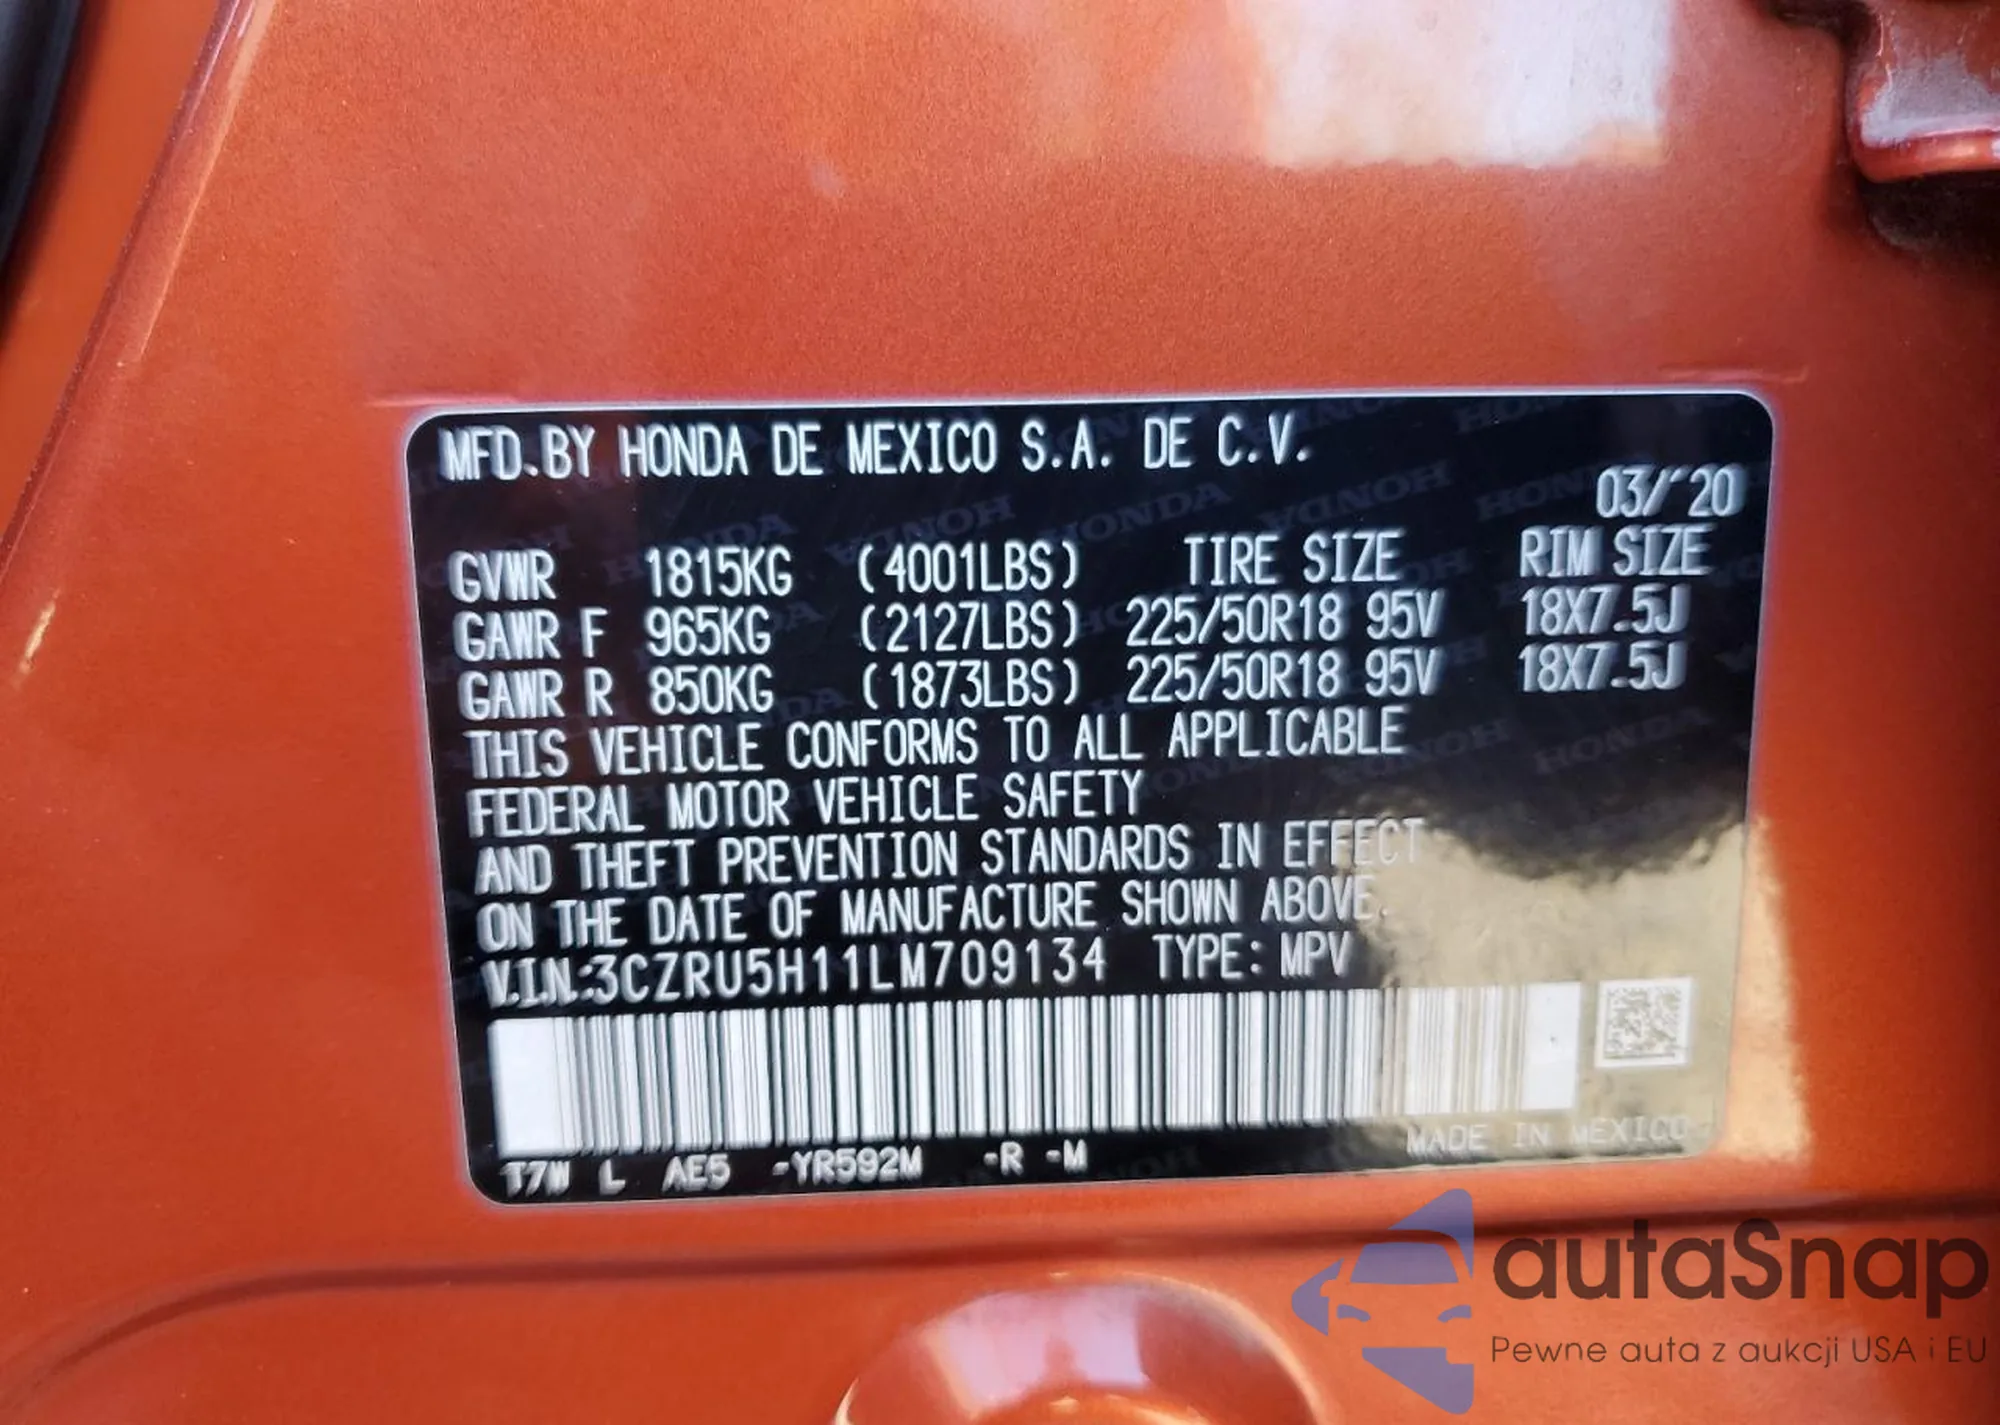 MFD.BY HONDA DE MEXICO S.A. DE C.V.
03/'20
GVWR 1815KG (4001LBS) TIRE SIZE RIM SIZE
GAWR F 965KG (2127LBS) 225/50R18 95V 18X7.5J
GAWR R 850KG (1873LBS) 225/50R18 95V 18X7.5J
THIS VEHICLE CONFORMS TO ALL APPLICABLE
FEDERAL MOTOR VEHICLE SAFETY
AND THEFT PREVENTION STANDARDS IN EFFECT
ON THE DATE OF MANUFACTURE SHOWN ABOVE.
V.I.N.:3CZRU5H11LM709134 TYPE: MPV
MADE IN MEXICO
T7W L AE5 -YR592M -R -M
autaSnap
Pewne auta z aukcji USA i EU